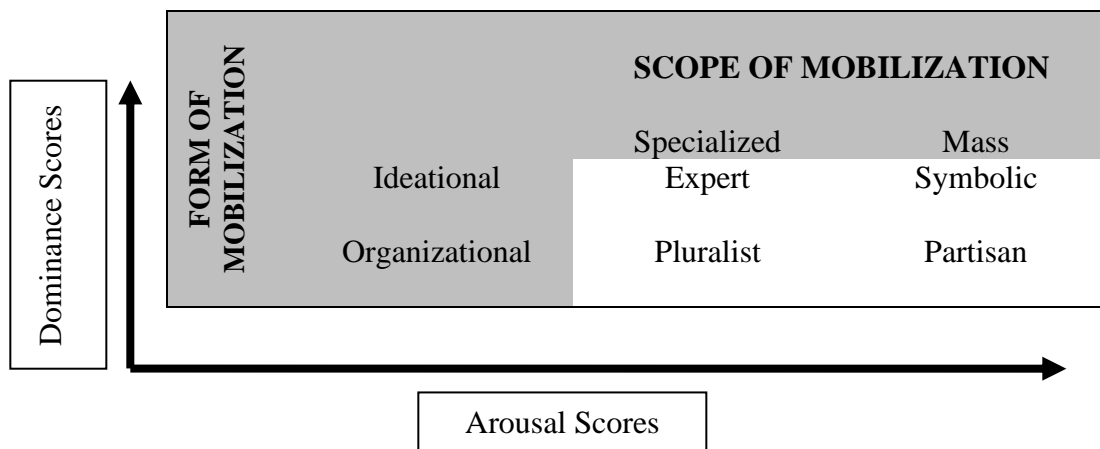 SCOPE OF MOBILIZATION
FORM OF
MOBILIZATION
Dominance Scores
Specialized Mass
Ideational Expert Symbolic
Organizational Pluralist Partisan
Arousal Scores